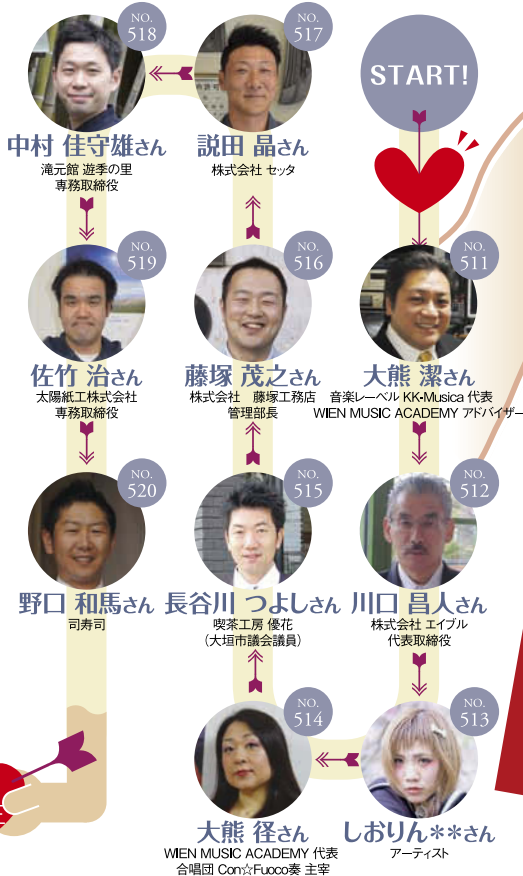 START!
NO.
511
大熊 潔さん
音楽レーベル KK-Musica 代表
WIEN MUSIC ACADEMY アドバイザー
NO.
512
川口 昌人さん
株式会社 エイブル
代表取締役
NO.
513
しおりん**さん
アーティスト
NO.
514
大熊 径さん
WIEN MUSIC ACADEMY 代表
合唱団 Con☆Fuoco奏 主宰
NO.
515
長谷川 つよしさん
喫茶工房 優花
(大垣市議会議員)
NO.
516
藤塚 茂之さん
株式会社 藤塚工務店
管理部長
NO.
517
説田 晶さん
株式会社 セッタ
NO.
518
中村 佳守雄さん
滝元館 遊季の里
専務取締役
NO.
519
佐竹 治さん
太陽紙工株式会社
専務取締役
NO.
520
野口 和馬さん
司寿司